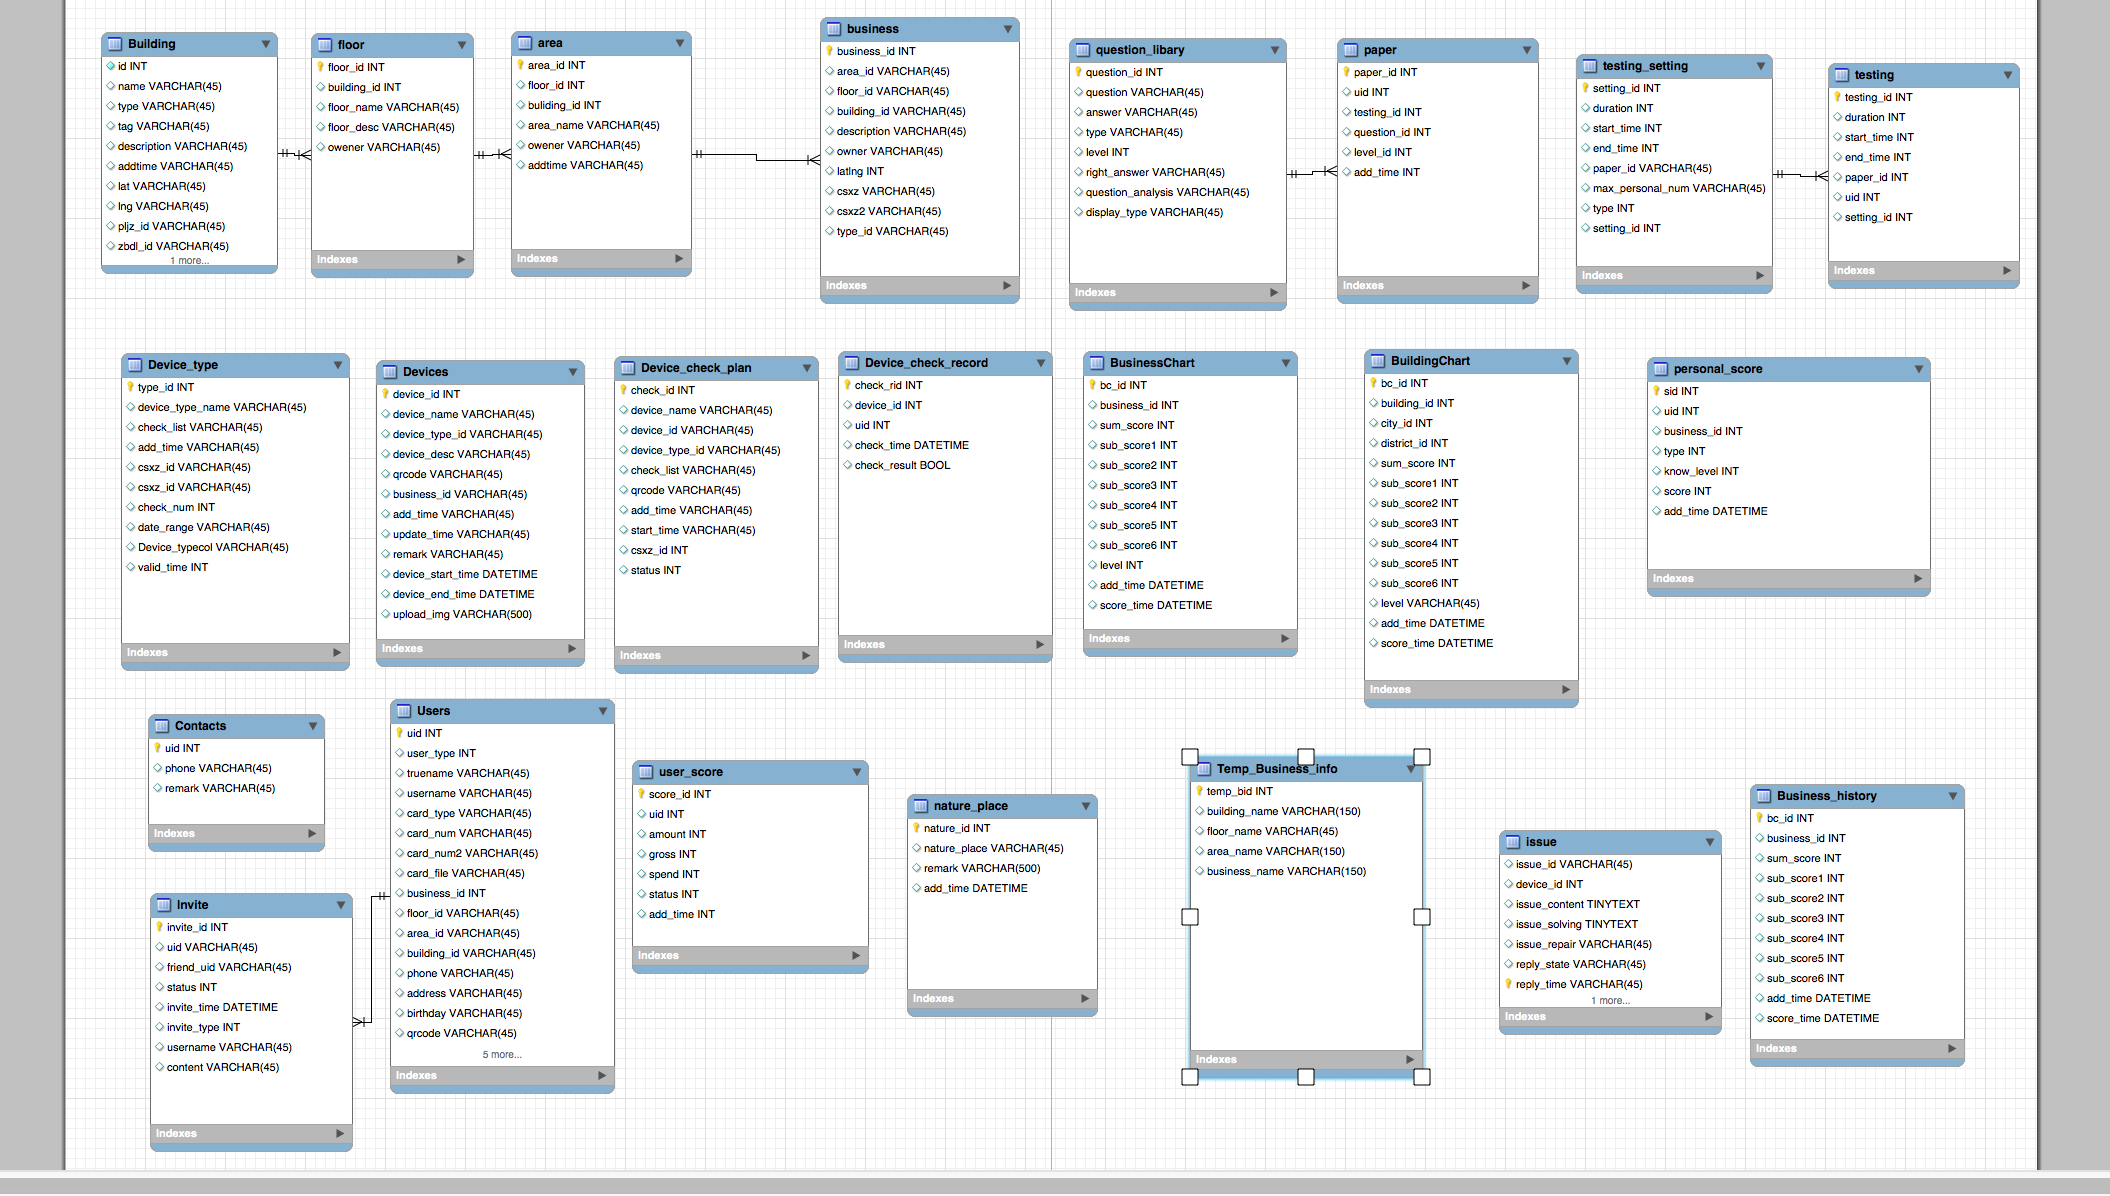 Building
id INT
name VARCHAR(45)
type VARCHAR(45)
tag VARCHAR(45)
description VARCHAR(45)
addtime VARCHAR(45)
lat VARCHAR(45)
lng VARCHAR(45)
pljz_id VARCHAR(45)
zbdl_id VARCHAR(45)
1 more...
floor
floor_id INT
building_id INT
floor_name VARCHAR(45)
floor_desc VARCHAR(45)
owener VARCHAR(45)
Indexes
area
area_id INT
floor_id INT
buliding_id INT
area_name VARCHAR(45)
owener VARCHAR(45)
addtime VARCHAR(45)
Indexes
business
business_id INT
area_id VARCHAR(45)
floor_id VARCHAR(45)
building_id VARCHAR(45)
description VARCHAR(45)
owner VARCHAR(45)
latlng INT
csxz VARCHAR(45)
csxz2 VARCHAR(45)
type_id VARCHAR(45)
Indexes
question_libary
question_id INT
question VARCHAR(45)
answer VARCHAR(45)
type VARCHAR(45)
level INT
right_answer VARCHAR(45)
question_analysis VARCHAR(45)
display_type VARCHAR(45)
Indexes
paper
paper_id INT
uid INT
testing_id INT
question_id INT
level_id INT
add_time INT
Indexes
testing_setting
setting_id INT
duration INT
start_time INT
end_time INT
paper_id VARCHAR(45)
max_personal_num VARCHAR(45)
type INT
setting_id INT
Indexes
testing
testing_id INT
duration INT
start_time INT
end_time INT
paper_id INT
uid INT
setting_id INT
Indexes
Device_type
type_id INT
device_type_name VARCHAR(45)
check_list VARCHAR(45)
add_time VARCHAR(45)
csxz_id VARCHAR(45)
csxz_id VARCHAR(45)
check_num INT
date_range VARCHAR(45)
Device_typecol VARCHAR(45)
valid_time INT
Indexes
Devices
device_id INT
device_name VARCHAR(45)
device_type_id VARCHAR(45)
device_desc VARCHAR(45)
qrcode VARCHAR(45)
business_id VARCHAR(45)
add_time VARCHAR(45)
update_time VARCHAR(45)
remark VARCHAR(45)
device_start_time DATETIME
device_end_time DATETIME
upload_img VARCHAR(500)
Indexes
Device_check_plan
check_id INT
device_name VARCHAR(45)
device_id VARCHAR(45)
device_type_id VARCHAR(45)
check_list VARCHAR(45)
qrcode VARCHAR(45)
add_time VARCHAR(45)
start_time VARCHAR(45)
csxz_id INT
status INT
Indexes
Device_check_record
check_rid INT
device_id INT
uid INT
check_time DATETIME
check_result BOOL
Indexes
BusinessChart
bc_id INT
business_id INT
sum_score INT
sub_score1 INT
sub_score2 INT
sub_score3 INT
sub_score4 INT
sub_score5 INT
sub_score6 INT
level INT
add_time DATETIME
score_time DATETIME
Indexes
BuildingChart
bc_id INT
building_id INT
city_id INT
district_id INT
sum_score INT
sub_score1 INT
sub_score2 INT
sub_score3 INT
sub_score4 INT
sub_score5 INT
sub_score6 INT
level VARCHAR(45)
add_time DATETIME
score_time DATETIME
Indexes
personal_score
sid INT
uid INT
business_id INT
type INT
know_level INT
score INT
add_time DATETIME
Indexes
Contacts
uid INT
phone VARCHAR(45)
remark VARCHAR(45)
Indexes
Invite
invite_id INT
uid VARCHAR(45)
friend_uid VARCHAR(45)
status INT
invite_time DATETIME
invite_type INT
username VARCHAR(45)
content VARCHAR(45)
Indexes
Users
uid INT
user_type INT
truename VARCHAR(45)
username VARCHAR(45)
card_type VARCHAR(45)
card_num VARCHAR(45)
card_num2 VARCHAR(45)
card_file VARCHAR(45)
business_id INT
floor_id VARCHAR(45)
area_id VARCHAR(45)
building_id VARCHAR(45)
phone VARCHAR(45)
address VARCHAR(45)
birthday VARCHAR(45)
qrcode VARCHAR(45)
5 more...
Indexes
user_score
score_id INT
uid INT
amount INT
gross INT
spend INT
status INT
add_time INT
Indexes
nature_place
nature_id INT
nature_place VARCHAR(45)
remark VARCHAR(500)
add_time DATETIME
Indexes
Temp_Business_info
temp_bid INT
building_name VARCHAR(150)
floor_name VARCHAR(45)
area_name VARCHAR(150)
business_name VARCHAR(150)
Indexes
issue
issue_id VARCHAR(45)
device_id INT
issue_content TINYTEXT
issue_solving TINYTEXT
issue_repair VARCHAR(45)
reply_state VARCHAR(45)
reply_time VARCHAR(45)
1 more...
Indexes
Business_history
bc_id INT
business_id INT
sum_score INT
sub_score1 INT
sub_score2 INT
sub_score3 INT
sub_score4 INT
sub_score5 INT
sub_score6 INT
add_time DATETIME
score_time DATETIME
Indexes